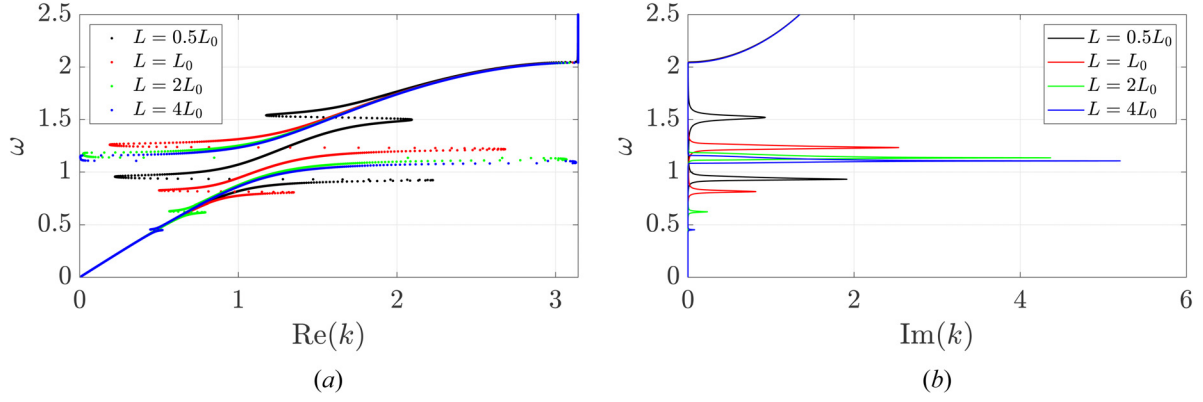 2.5
2
1.5
1
0.5
0
ω
L = 0.5L₀
L = L₀
L = 2L₀
L = 4L₀
0 1 2 3
Re(k)
(a)
2.5
2
1.5
1
0.5
0
ω
L = 0.5L₀
L = L₀
L = 2L₀
L = 4L₀
0 2 4 6
Im(k)
(b)